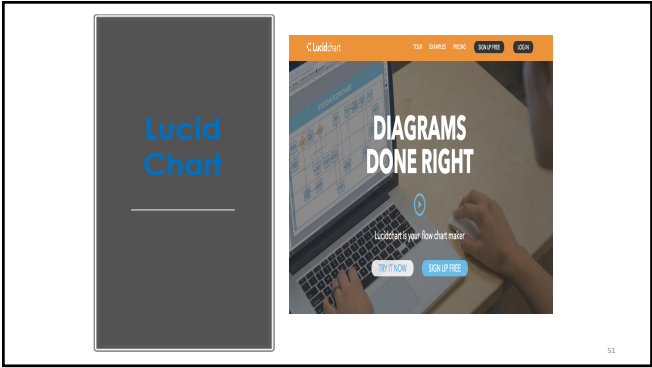 Lucid
Chart
Lucidchart
TOUR EXAMPLES PRICING SIGN UP FREE LOG IN
DIAGRAMS
DONE RIGHT
Lucidchart is your flow chart maker
TRY IT NOW SIGN UP FREE
51